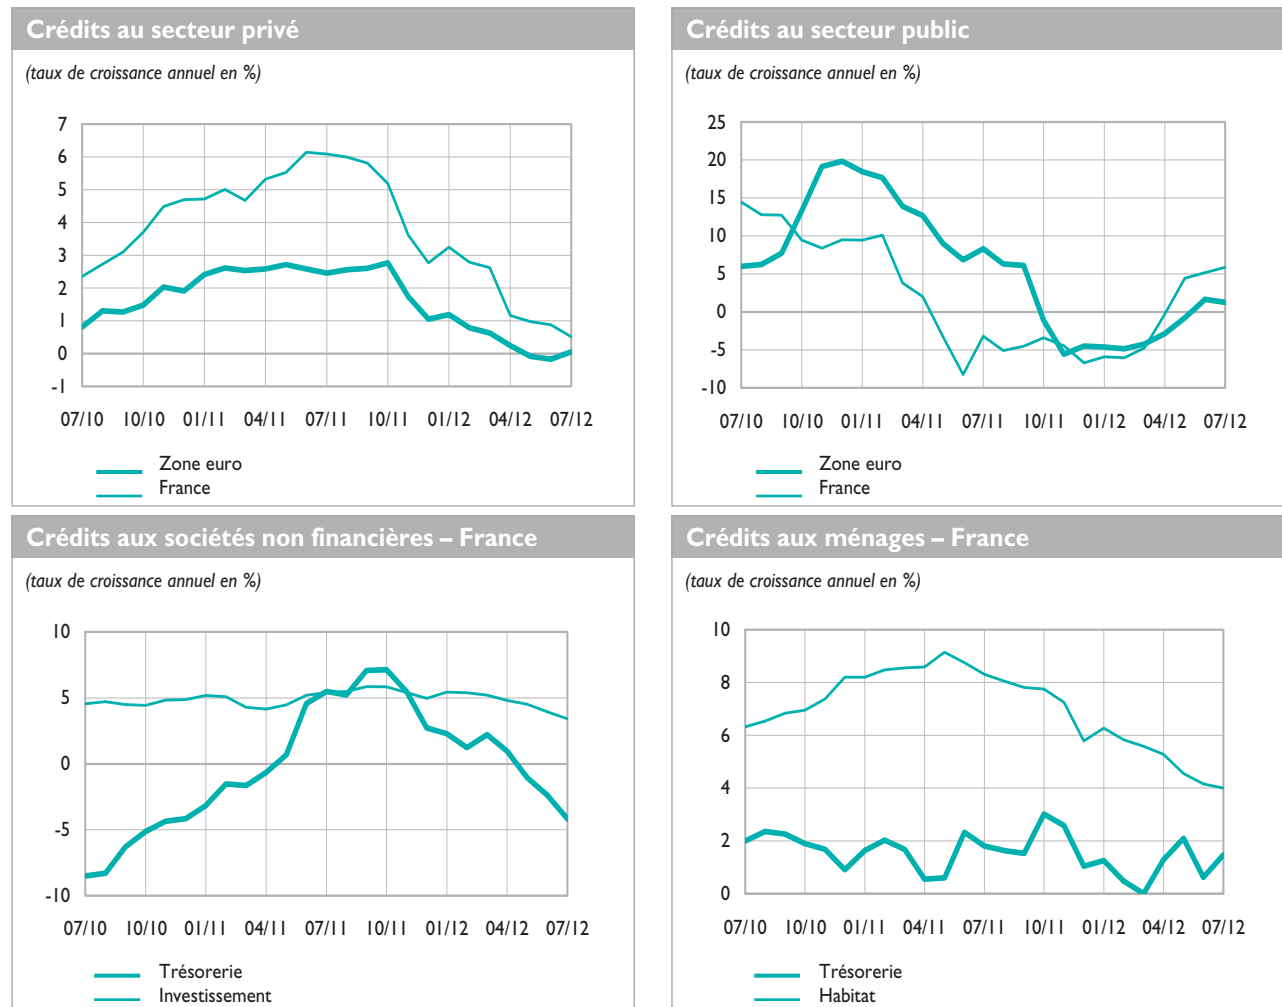 Crédits au secteur privé
(taux de croissance annuel en %)
7
6
5
4
3
2
1
0
-1
07/10 10/10 01/11 04/11 07/11 10/11 01/12 04/12 07/12
Zone euro
France
Crédits au secteur public
(taux de croissance annuel en %)
25
20
15
10
5
0
-5
-10
07/10 10/10 01/11 04/11 07/11 10/11 01/12 04/12 07/12
Zone euro
France
Crédits aux sociétés non financières – France
(taux de croissance annuel en %)
10
5
0
-5
-10
07/10 10/10 01/11 04/11 07/11 10/11 01/12 04/12 07/12
Trésorerie
Investissement
Crédits aux ménages – France
(taux de croissance annuel en %)
10
8
6
4
2
0
07/10 10/10 01/11 04/11 07/11 10/11 01/12 04/12 07/12
Trésorerie
Habitat